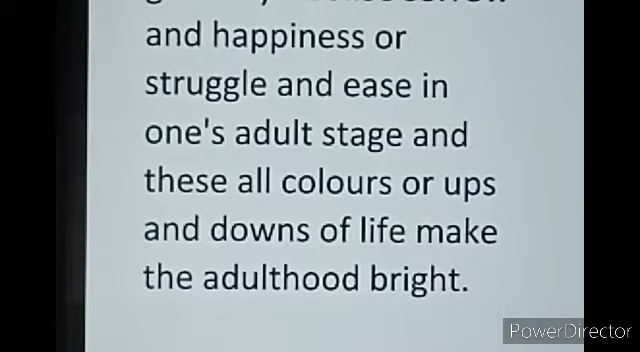 and happiness or
struggle and ease in
one's adult stage and
these all colours or ups
and downs of life make
the adulthood bright.
PowerDirector